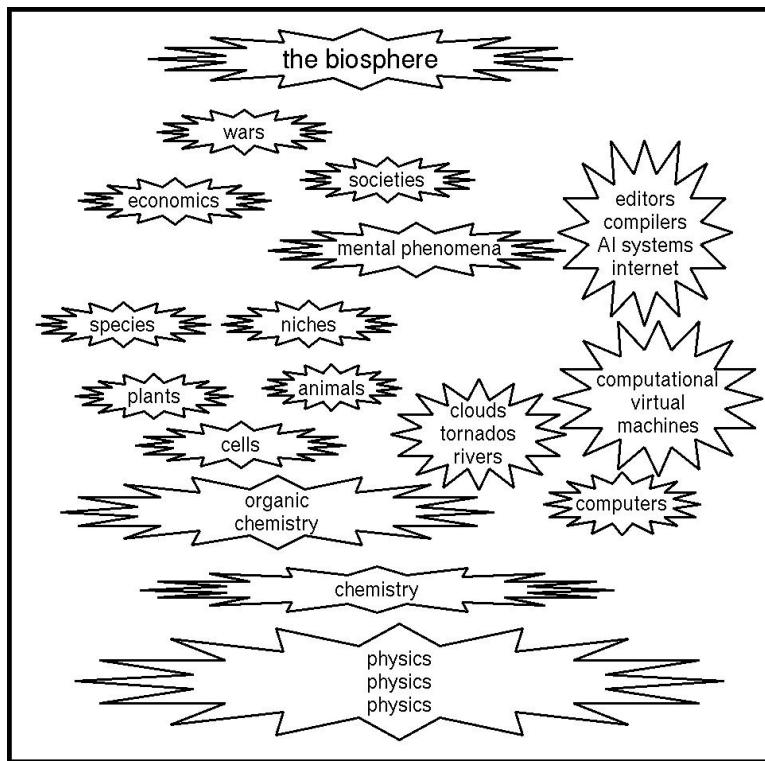 the biosphere
wars
societies
economics
editors
compilers
AI systems
internet
mental phenomena
species
niches
plants
animals
computational
virtual
machines
clouds
tornados
rivers
cells
organic
chemistry
computers
chemistry
physics
physics
physics